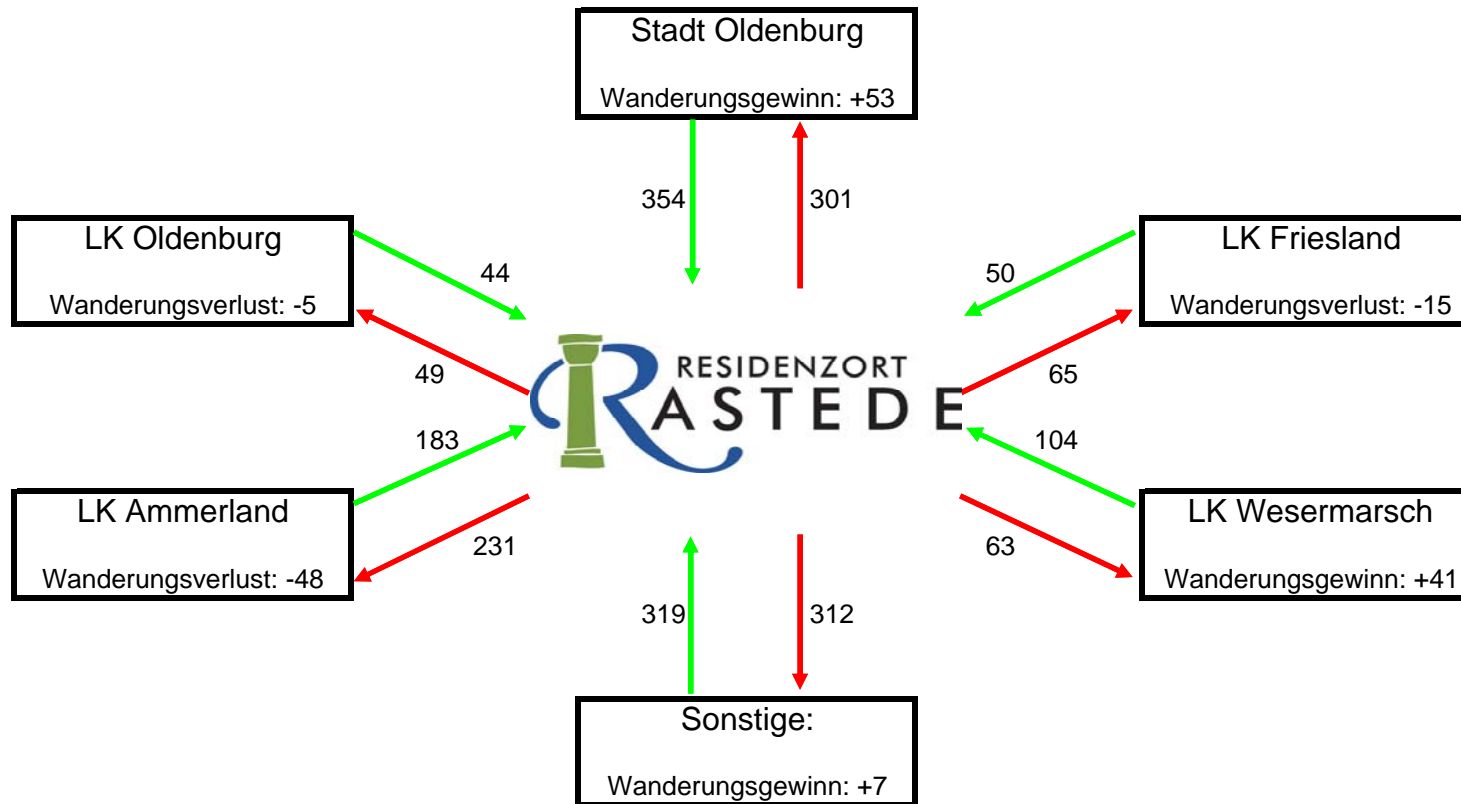 Stadt Oldenburg
Wanderungsgewinn: +53
354
301
LK Oldenburg
Wanderungsverlust: -5
44
49
LK Friesland
Wanderungsverlust: -15
50
65
RESIDENZORT
RASTEDE
LK Ammerland
Wanderungsverlust: -48
183
231
LK Wesermarsch
Wanderungsgewinn: +41
104
63
319
312
Sonstige:
Wanderungsgewinn: +7